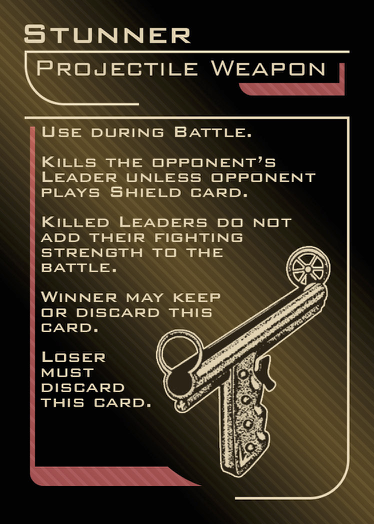 Stunner
Projectile Weapon
Use during Battle.
Kills the opponent's
Leader unless opponent
plays Shield card.
Killed Leaders do not
add their fighting
strength to the
battle.
Winner may keep
or discard this
card.
Loser
must
discard
this card.